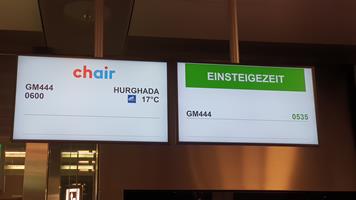 chair
GM444 HURGHADA
0600 17°C
EINSTEIGEZEIT
GM444 0535